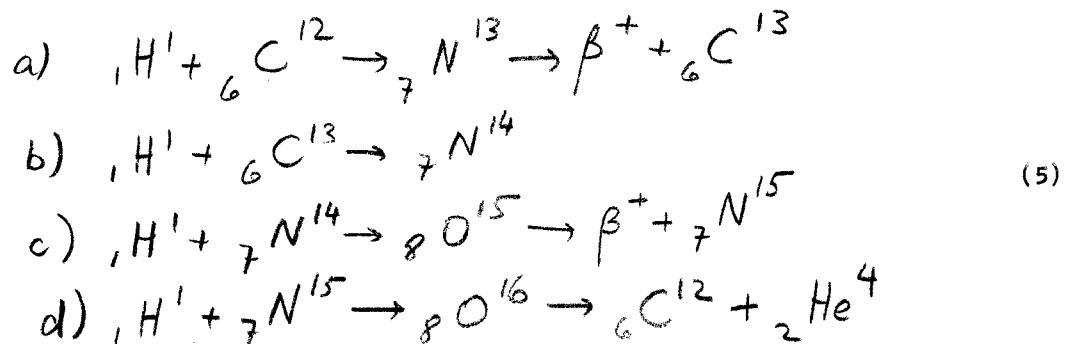 a) ₁H¹ + ₆C¹² → ₇N¹³ → β⁺ + ₆C¹³
b) ₁H¹ + ₆C¹³ → ₇N¹⁴
(5)
c) ₁H¹ + ₇N¹⁴ → ₈O¹⁵ → β⁺ + ₇N¹⁵
d) ₁H¹ + ₇N¹⁵ → ₈O¹⁶ → ₆C¹² + ₂He⁴